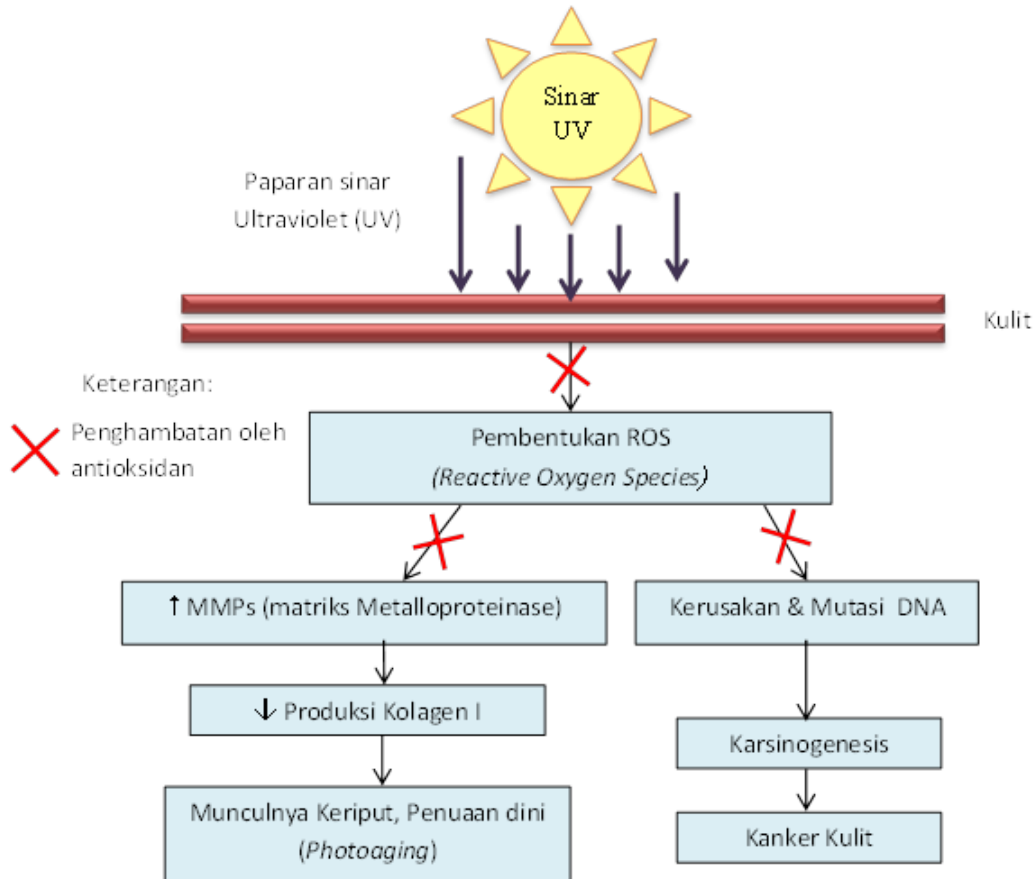 Sinar
UV
Paparan sinar
Ultraviolet (UV)
Kulit
Keterangan:
Penghambatan oleh
antioksidan
Pembentukan ROS
(Reactive Oxygen Species)
↑ MMPs (matriks Metalloproteinase)
Kerusakan & Mutasi DNA
↓ Produksi Kolagen I
Karsinogenesis
Munculnya Keriput, Penuaan dini
(Photoaging)
Kanker Kulit